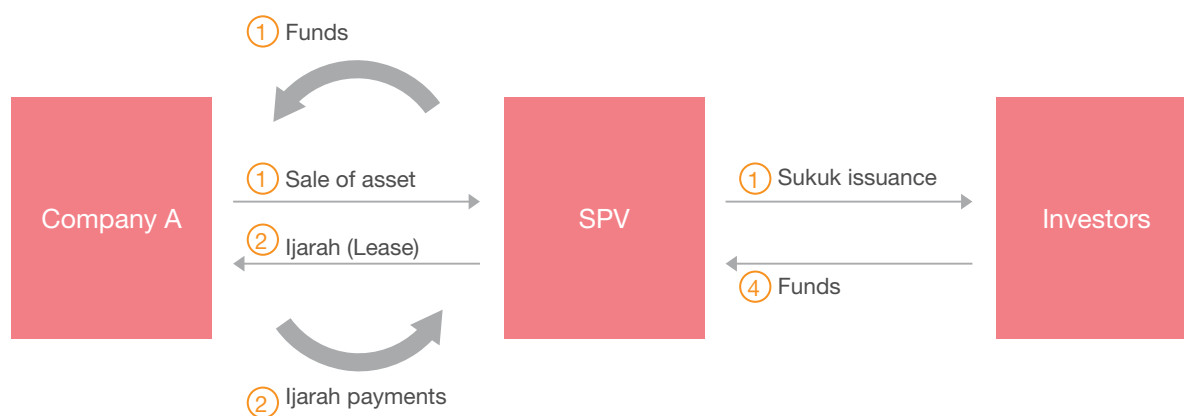 1 Funds
1 Sale of asset
1 Sukuk issuance
Company A
SPV
Investors
2 Ijarah (Lease)
4 Funds
2 Ijarah payments